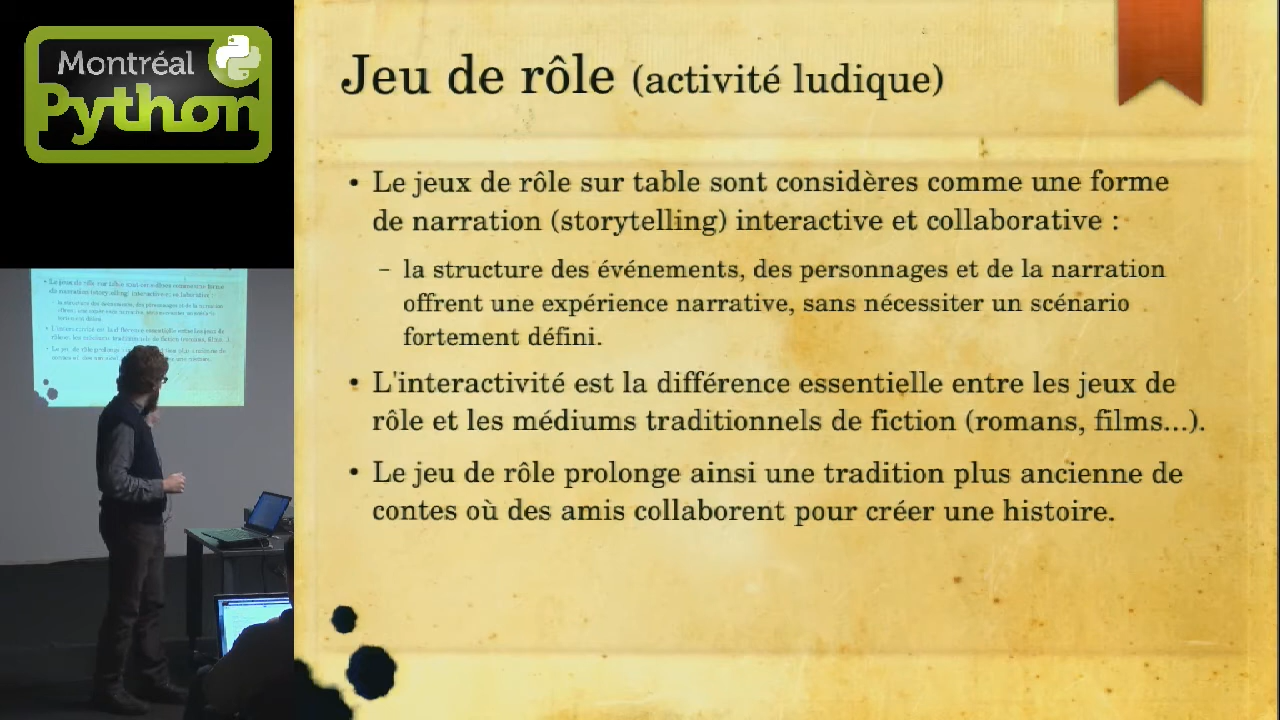 Montréal
Python
Jeu de rôle (activité ludique)
• Le jeux de rôle sur table sont considères comme une forme
de narration (storytelling) interactive et collaborative :
– la structure des événements, des personnages et de la narration
offrent une expérience narrative, sans nécessiter un scénario
fortement défini.
• L'interactivité est la différence essentielle entre les jeux de
rôle et les médiums traditionnels de fiction (romans, films...).
• Le jeu de rôle prolonge ainsi une tradition plus ancienne de
contes où des amis collaborent pour créer une histoire.